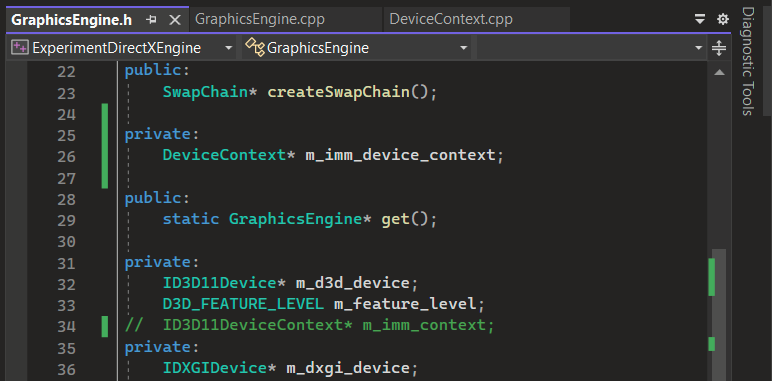 GraphicsEngine.h GraphicsEngine.cpp DeviceContext.cpp
ExperimentDirectXEngine GraphicsEngine
22 public:
23 SwapChain* createSwapChain();
24
25 private:
26 DeviceContext* m_imm_device_context;
27
28 public:
29 static GraphicsEngine* get();
30
31 private:
32 ID3D11Device* m_d3d_device;
33 D3D_FEATURE_LEVEL m_feature_level;
34 // ID3D11DeviceContext* m_imm_context;
35 private:
36 IDXGIDevice* m_dxgi_device;
Diagnostic Tools